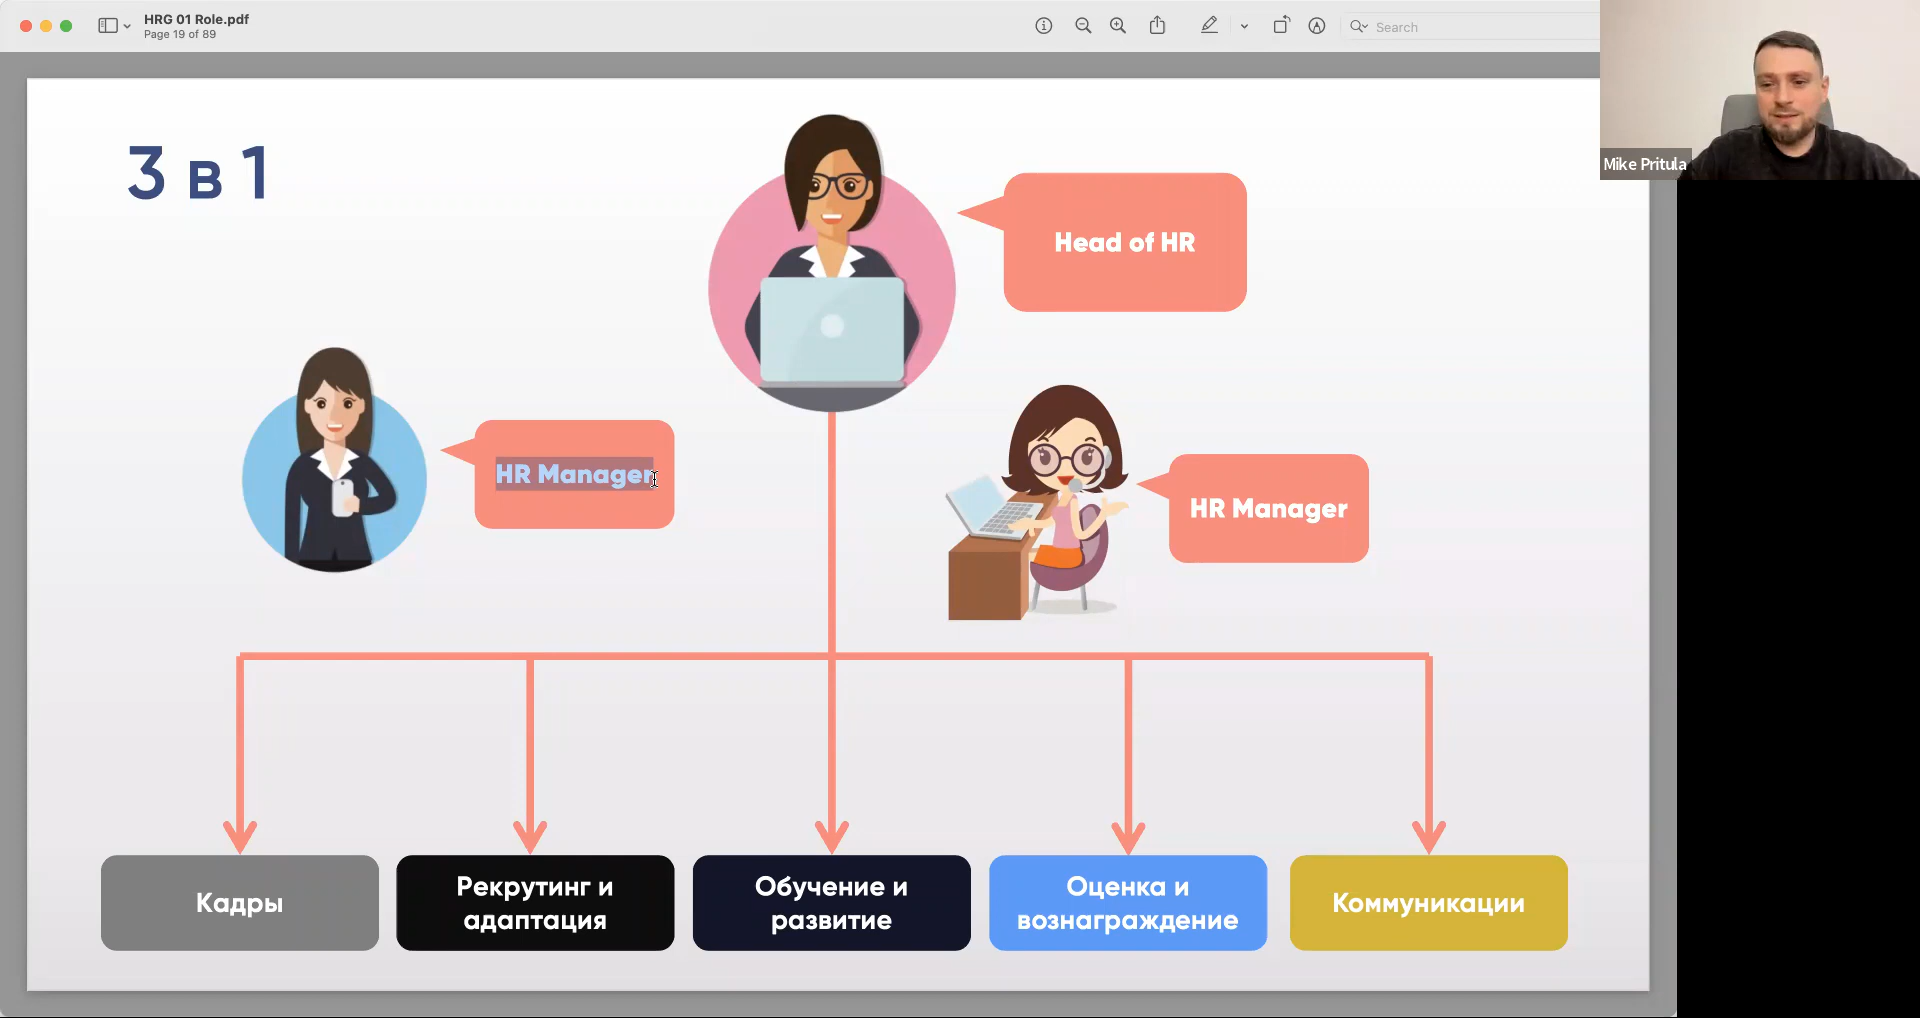 HRG 01 Role.pdf
Page 19 of 89
Search
Mike Pritula
3 в 1
Head of HR
HR Manager
HR Manager
Кадры
Рекрутинг и
адаптация
Обучение и
развитие
Оценка и
вознаграждение
Коммуникации